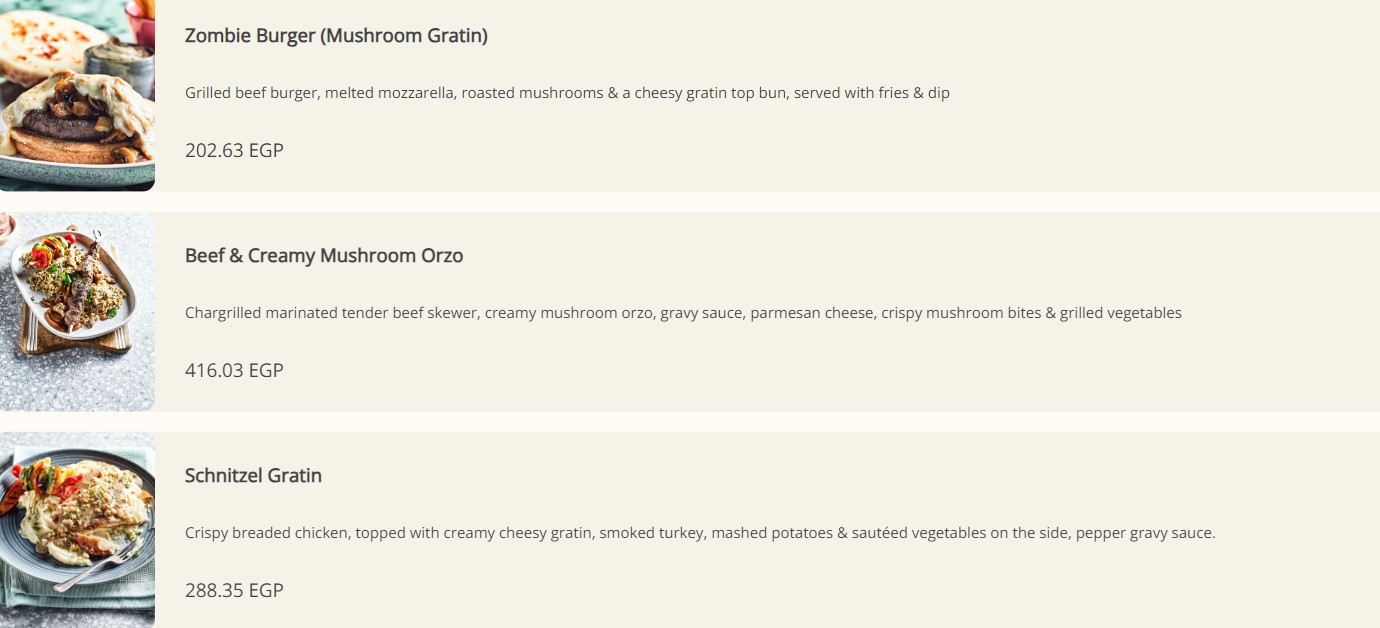 Zombie Burger (Mushroom Gratin)
Grilled beef burger, melted mozzarella, roasted mushrooms & a cheesy gratin top bun, served with fries & dip
202.63 EGP
Beef & Creamy Mushroom Orzo
Chargrilled marinated tender beef skewer, creamy mushroom orzo, gravy sauce, parmesan cheese, crispy mushroom bites & grilled vegetables
416.03 EGP
Schnitzel Gratin
Crispy breaded chicken, topped with creamy cheesy gratin, smoked turkey, mashed potatoes & sautéed vegetables on the side, pepper gravy sauce.
288.35 EGP